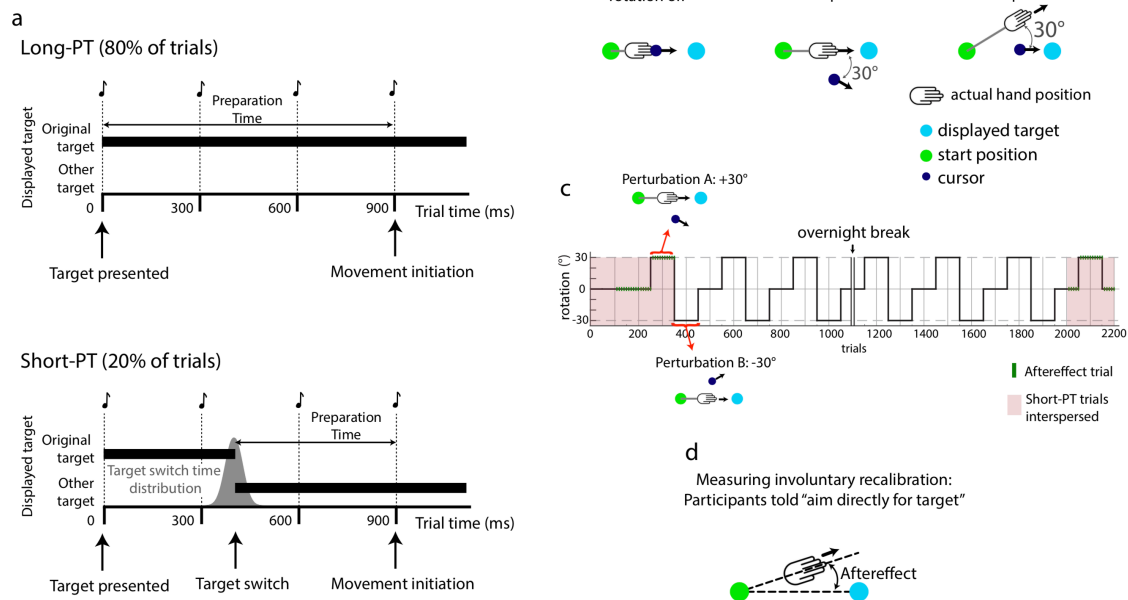 a
Long-PT (80% of trials)
Preparation
Time
Displayed target
Original
target
Other
target
0 300 600 900 Trial time (ms)
Target presented
Movement initiation
Short-PT (20% of trials)
Preparation
Time
Displayed target
Original
target
Target switch time
distribution
Other
target
0 300 600 900 Trial time (ms)
Target presented
Target switch
Movement initiation
30°
30°
actual hand position
displayed target
start position
cursor
c
Perturbation A: +30°
overnight break
rotation (°)
30
0
-30
0 200 400 600 800 1000 1200 1400 1600 1800 2000 2200
trials
Perturbation B: -30°
Aftereffect trial
Short-PT trials
interspersed
d
Measuring involuntary recalibration:
Participants told “aim directly for target”
Aftereffect